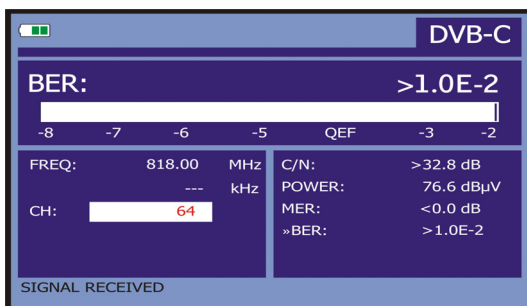 DVB-C
BER: >1.0E-2
-8 -7 -6 -5 QEF -3 -2
FREQ: 818.00 MHz
--- kHz
CH: 64
C/N: >32.8 dB
POWER: 76.6 dBµV
MER: <0.0 dB
»BER: >1.0E-2
SIGNAL RECEIVED